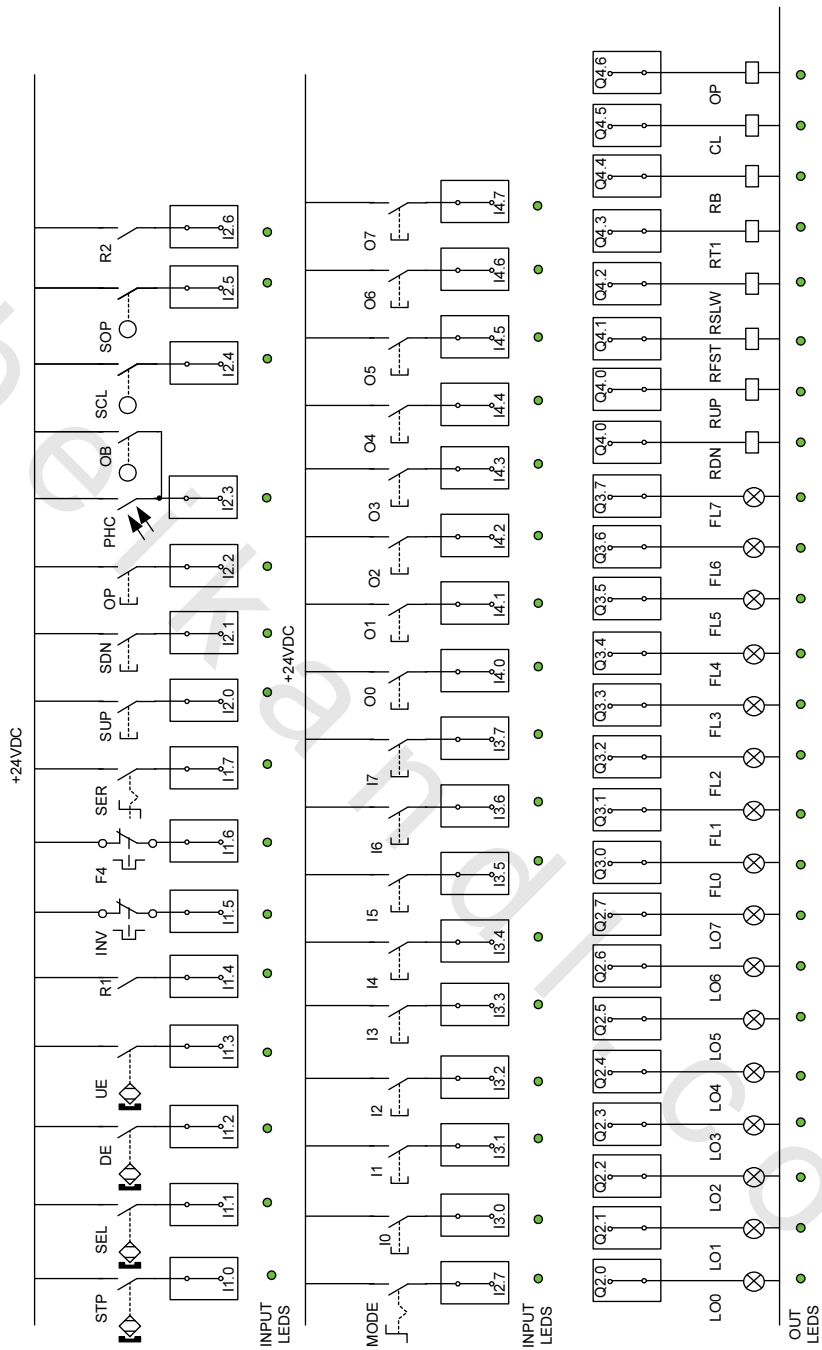 +24VDC
STP
SEL
DE
UE
R1
INV
F4
SER
SUP
SDN
OP
PHC
OB
SCL
SOP
R2
I1.0
I1.1
I1.2
I1.3
I1.4
I1.5
I1.6
I1.7
I2.0
I2.1
I2.2
I2.3
I2.4
I2.5
I2.6
INPUT
LEDS
+24VDC
MODE
I0
I1
I2
I3
I4
I5
I6
I7
O0
O1
O2
O3
O4
O5
O6
O7
I2.7
I3.0
I3.1
I3.2
I3.3
I3.4
I3.5
I3.6
I3.7
I4.0
I4.1
I4.2
I4.3
I4.4
I4.5
I4.6
I4.7
INPUT
LEDS
Q2.0
Q2.1
Q2.2
Q2.3
Q2.4
Q2.5
Q2.6
Q2.7
Q3.0
Q3.1
Q3.2
Q3.3
Q3.4
Q3.5
Q3.6
Q3.7
Q4.0
Q4.0
Q4.1
Q4.2
Q4.3
Q4.4
Q4.5
Q4.6
LO0
LO1
LO2
LO3
LO4
LO5
LO6
LO7
FL0
FL1
FL2
FL3
FL4
FL5
FL6
FL7
RDN
RUP
RFST
RSLW
RT1
RB
CL
OP
OUT
LEDS
beikandl.co